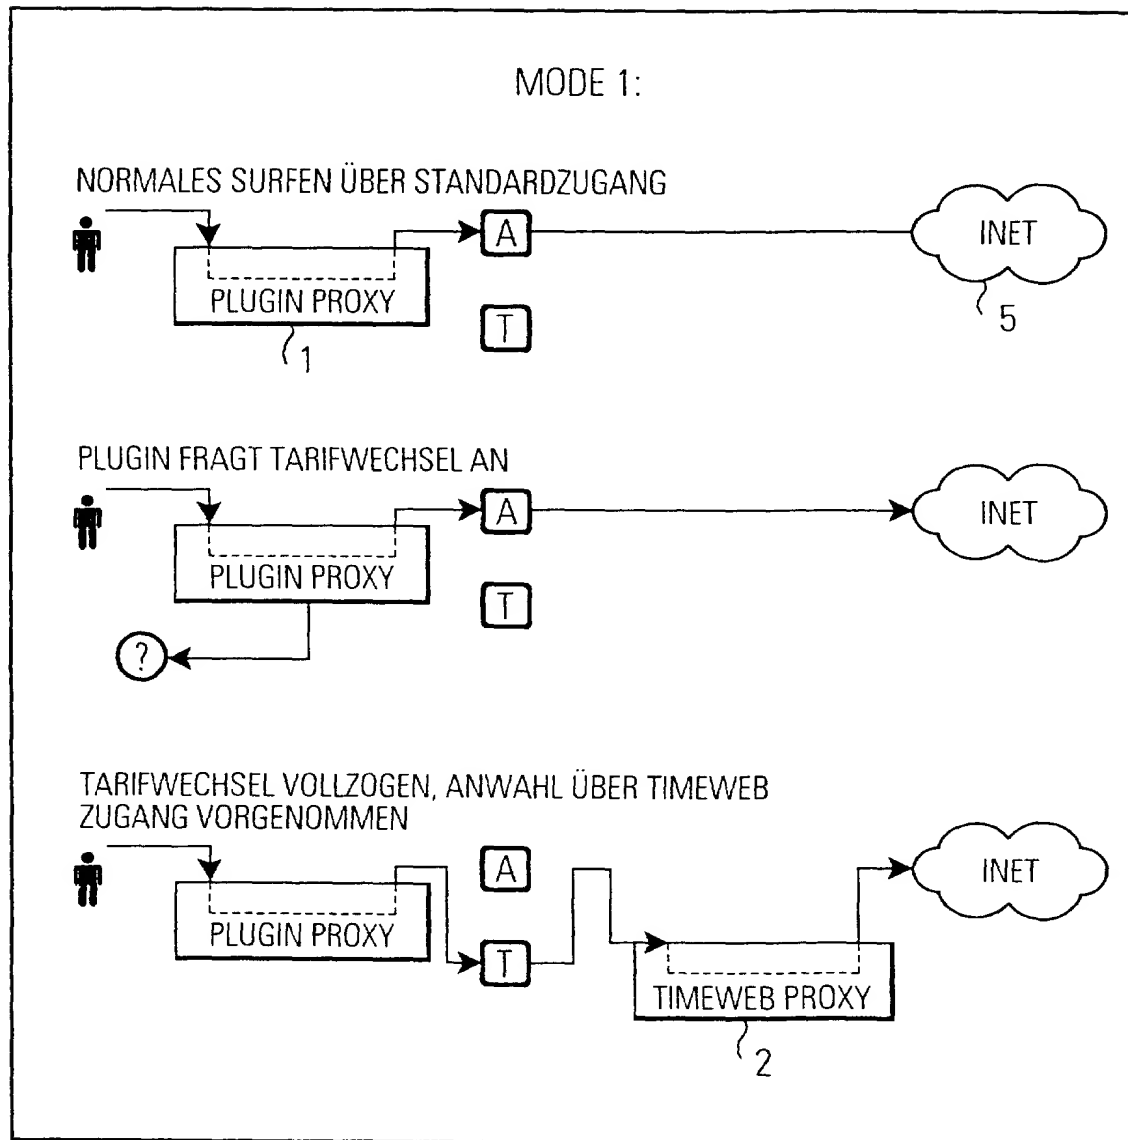 MODE 1:
NORMALES SURFEN ÜBER STANDARDZUGANG
A
INET
PLUGIN PROXY
T
1
5
PLUGIN FRAGT TARIFWECHSEL AN
A
INET
PLUGIN PROXY
T
?
TARIFWECHSEL VOLLZOGEN, ANWAHL ÜBER TIMEWEB
ZUGANG VORGENOMMEN
A
INET
PLUGIN PROXY
T
TIMEWEB PROXY
2